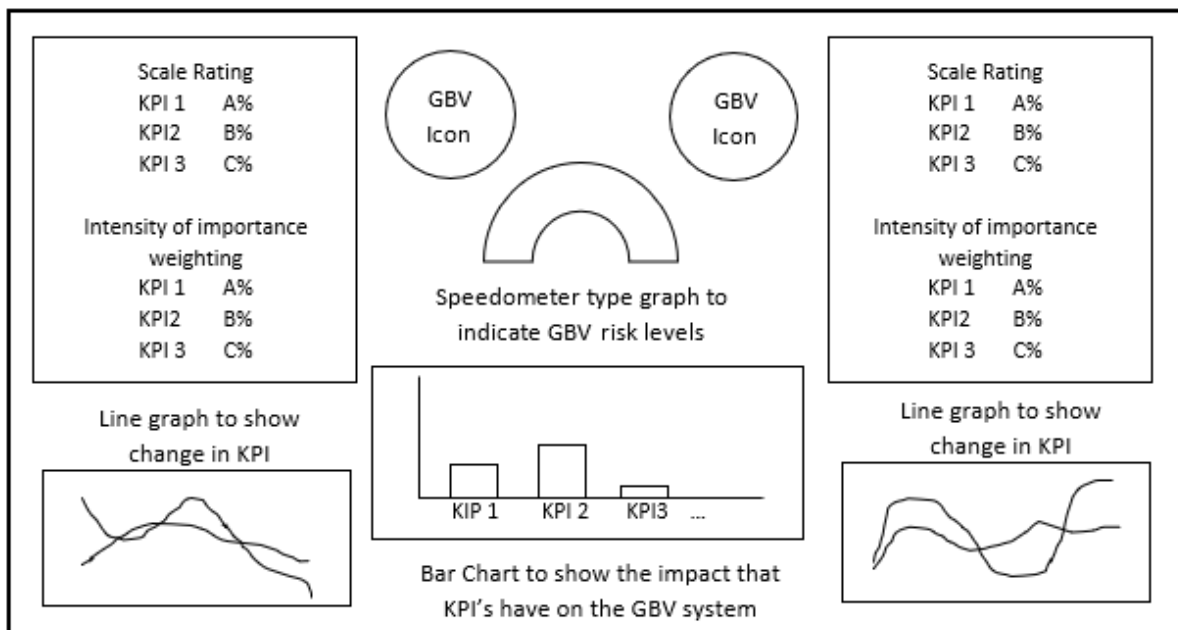 Scale Rating
KPI 1 A%
KPI2 B%
KPI 3 C%
Intensity of importance
weighting
KPI 1 A%
KPI2 B%
KPI 3 C%
Line graph to show
change in KPI
GBV
Icon
GBV
Icon
Speedometer type graph to
indicate GBV risk levels
KIP 1 KPI 2 KPI3 ...
Bar Chart to show the impact that
KPI's have on the GBV system
Scale Rating
KPI 1 A%
KPI2 B%
KPI 3 C%
Intensity of importance
weighting
KPI 1 A%
KPI2 B%
KPI 3 C%
Line graph to show
change in KPI